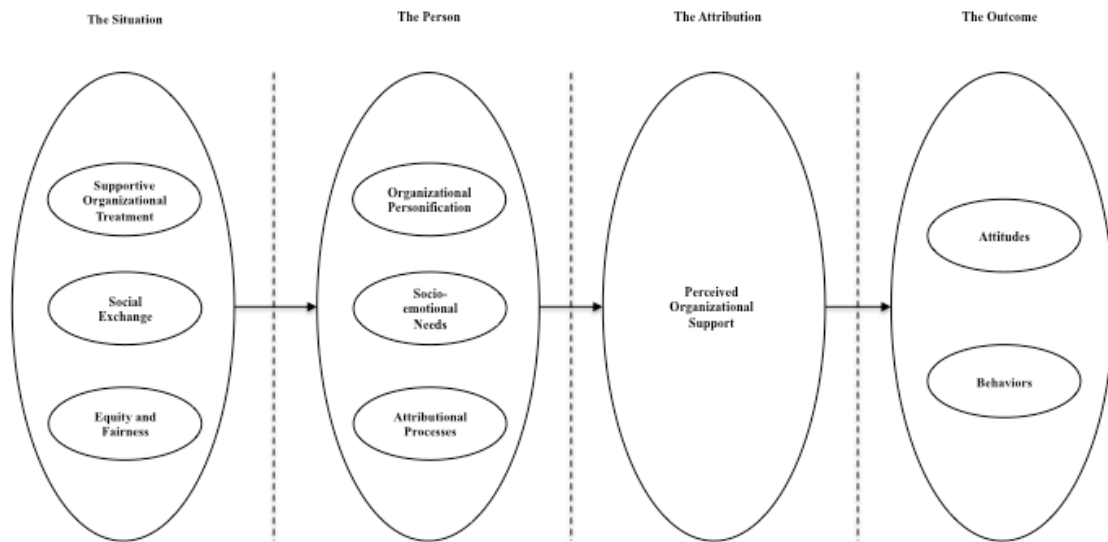 The Situation
The Person
The Attribution
The Outcome
Supportive
Organizational
Treatment
Social
Exchange
Equity and
Fairness
Organizational
Personification
Socio-
emotional
Needs
Attributional
Processes
Perceived
Organizational
Support
Attitudes
Behaviors